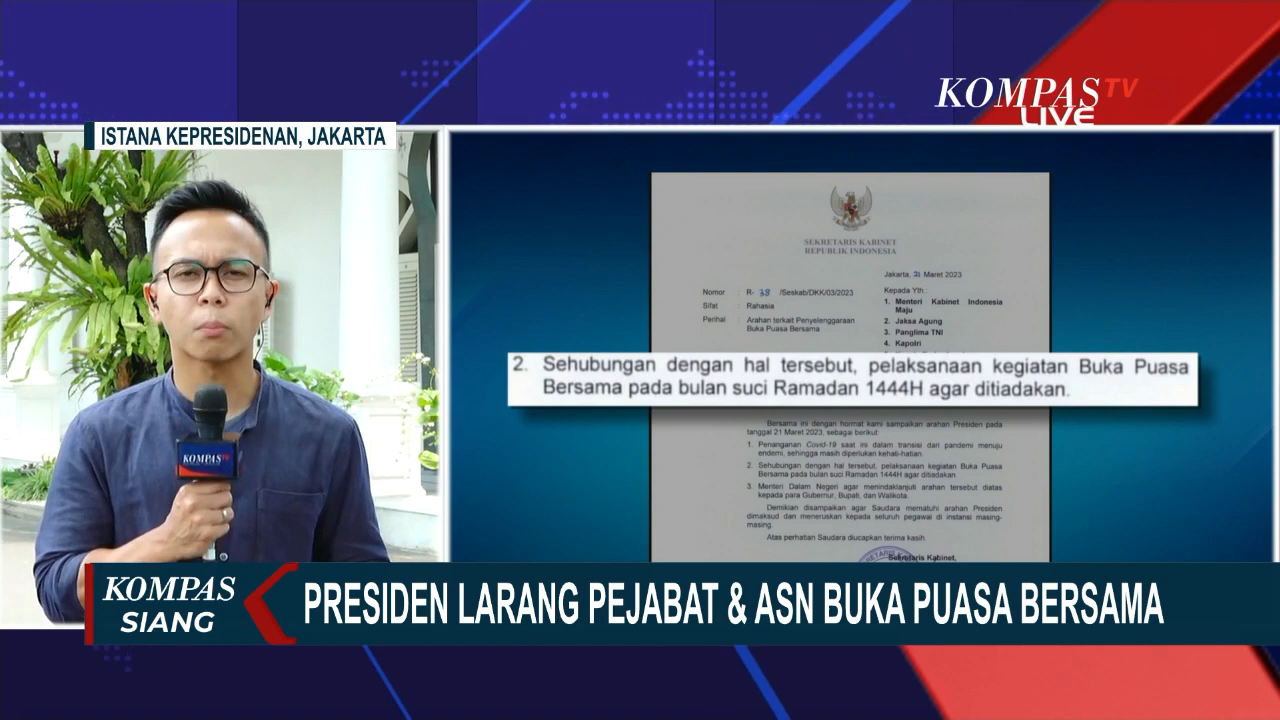 KOMPASTV
LIVE
ISTANA KEPRESIDENAN, JAKARTA
SEKRETARIS KABINET
REPUBLIK INDONESIA
Jakarta, 21 Maret 2023
Nomor : R- 38 /Seskab/DKK/03/2023
Sifat : Rahasia
Perihal : Arahan terkait Penyelenggaraan
Buka Puasa Bersama
Kepada Yth.:
1. Menteri Kabinet Indonesia
Maju
2. Jaksa Agung
3. Panglima TNI
4. Kapolri
2. Sehubungan dengan hal tersebut, pelaksanaan kegiatan Buka Puasa
Bersama pada bulan suci Ramadan 1444H agar ditiadakan.
Bersama ini dengan hormat kami sampaikan arahan Presiden pada
tanggal 21 Maret 2023, sebagai berikut:
1. Penanganan Covid-19 saat ini dalam transisi dari pandemi menuju
endemi, sehingga masih diperlukan kehati-hatian.
2. Sehubungan dengan hal tersebut, pelaksanaan kegiatan Buka Puasa
Bersama pada bulan suci Ramadan 1444H agar ditiadakan.
3. Menteri Dalam Negeri agar menindaklanjuti arahan tersebut diatas
kepada para Gubernur, Bupati, dan Walikota.
Demikian disampaikan agar Saudara mematuhi arahan Presiden
dimaksud dan meneruskan kepada seluruh pegawai di instansi masing-
masing.
Atas perhatian Saudara diucapkan terima kasih.
Sekretaris Kabinet,
KOMPASTV
KOMPAS
SIANG
PRESIDEN LARANG PEJABAT & ASN BUKA PUASA BERSAMA